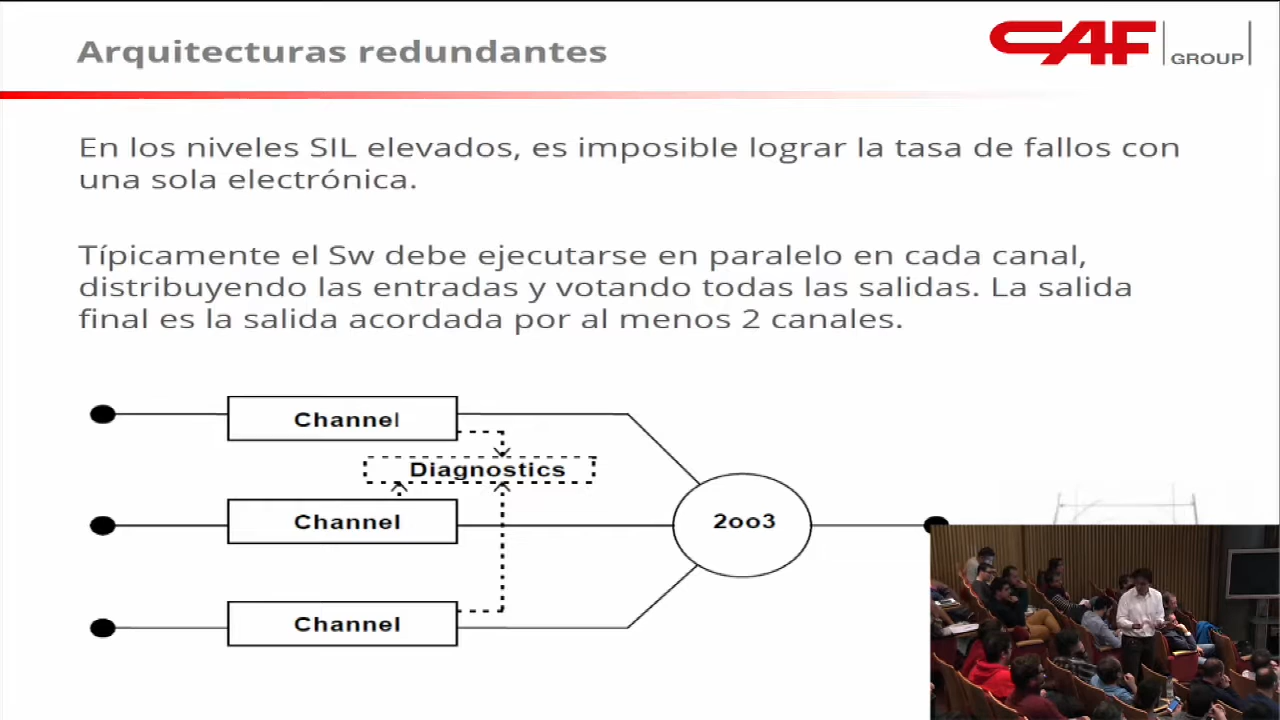 Arquitecturas redundantes
CAF GROUP
En los niveles SIL elevados, es imposible lograr la tasa de fallos con
una sola electrónica.
Típicamente el Sw debe ejecutarse en paralelo en cada canal,
distribuyendo las entradas y votando todas las salidas. La salida
final es la salida acordada por al menos 2 canales.
Channel
Diagnostics
Channel
2oo3
Channel